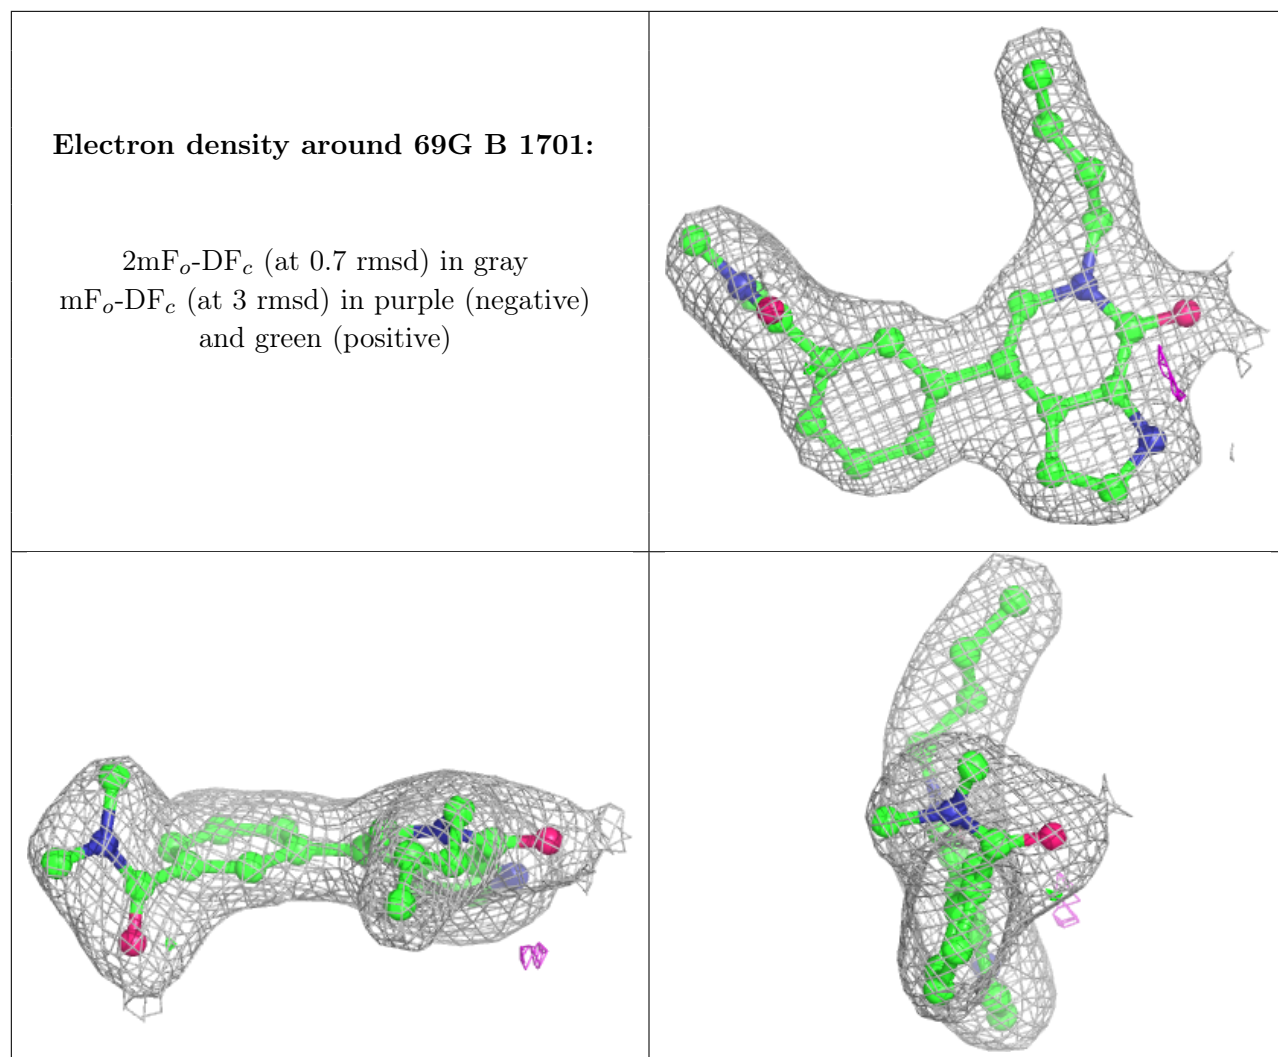 Electron density around 69G B 1701:
2mFo-DFc (at 0.7 rmsd) in gray
mFo-DFc (at 3 rmsd) in purple (negative)
and green (positive)